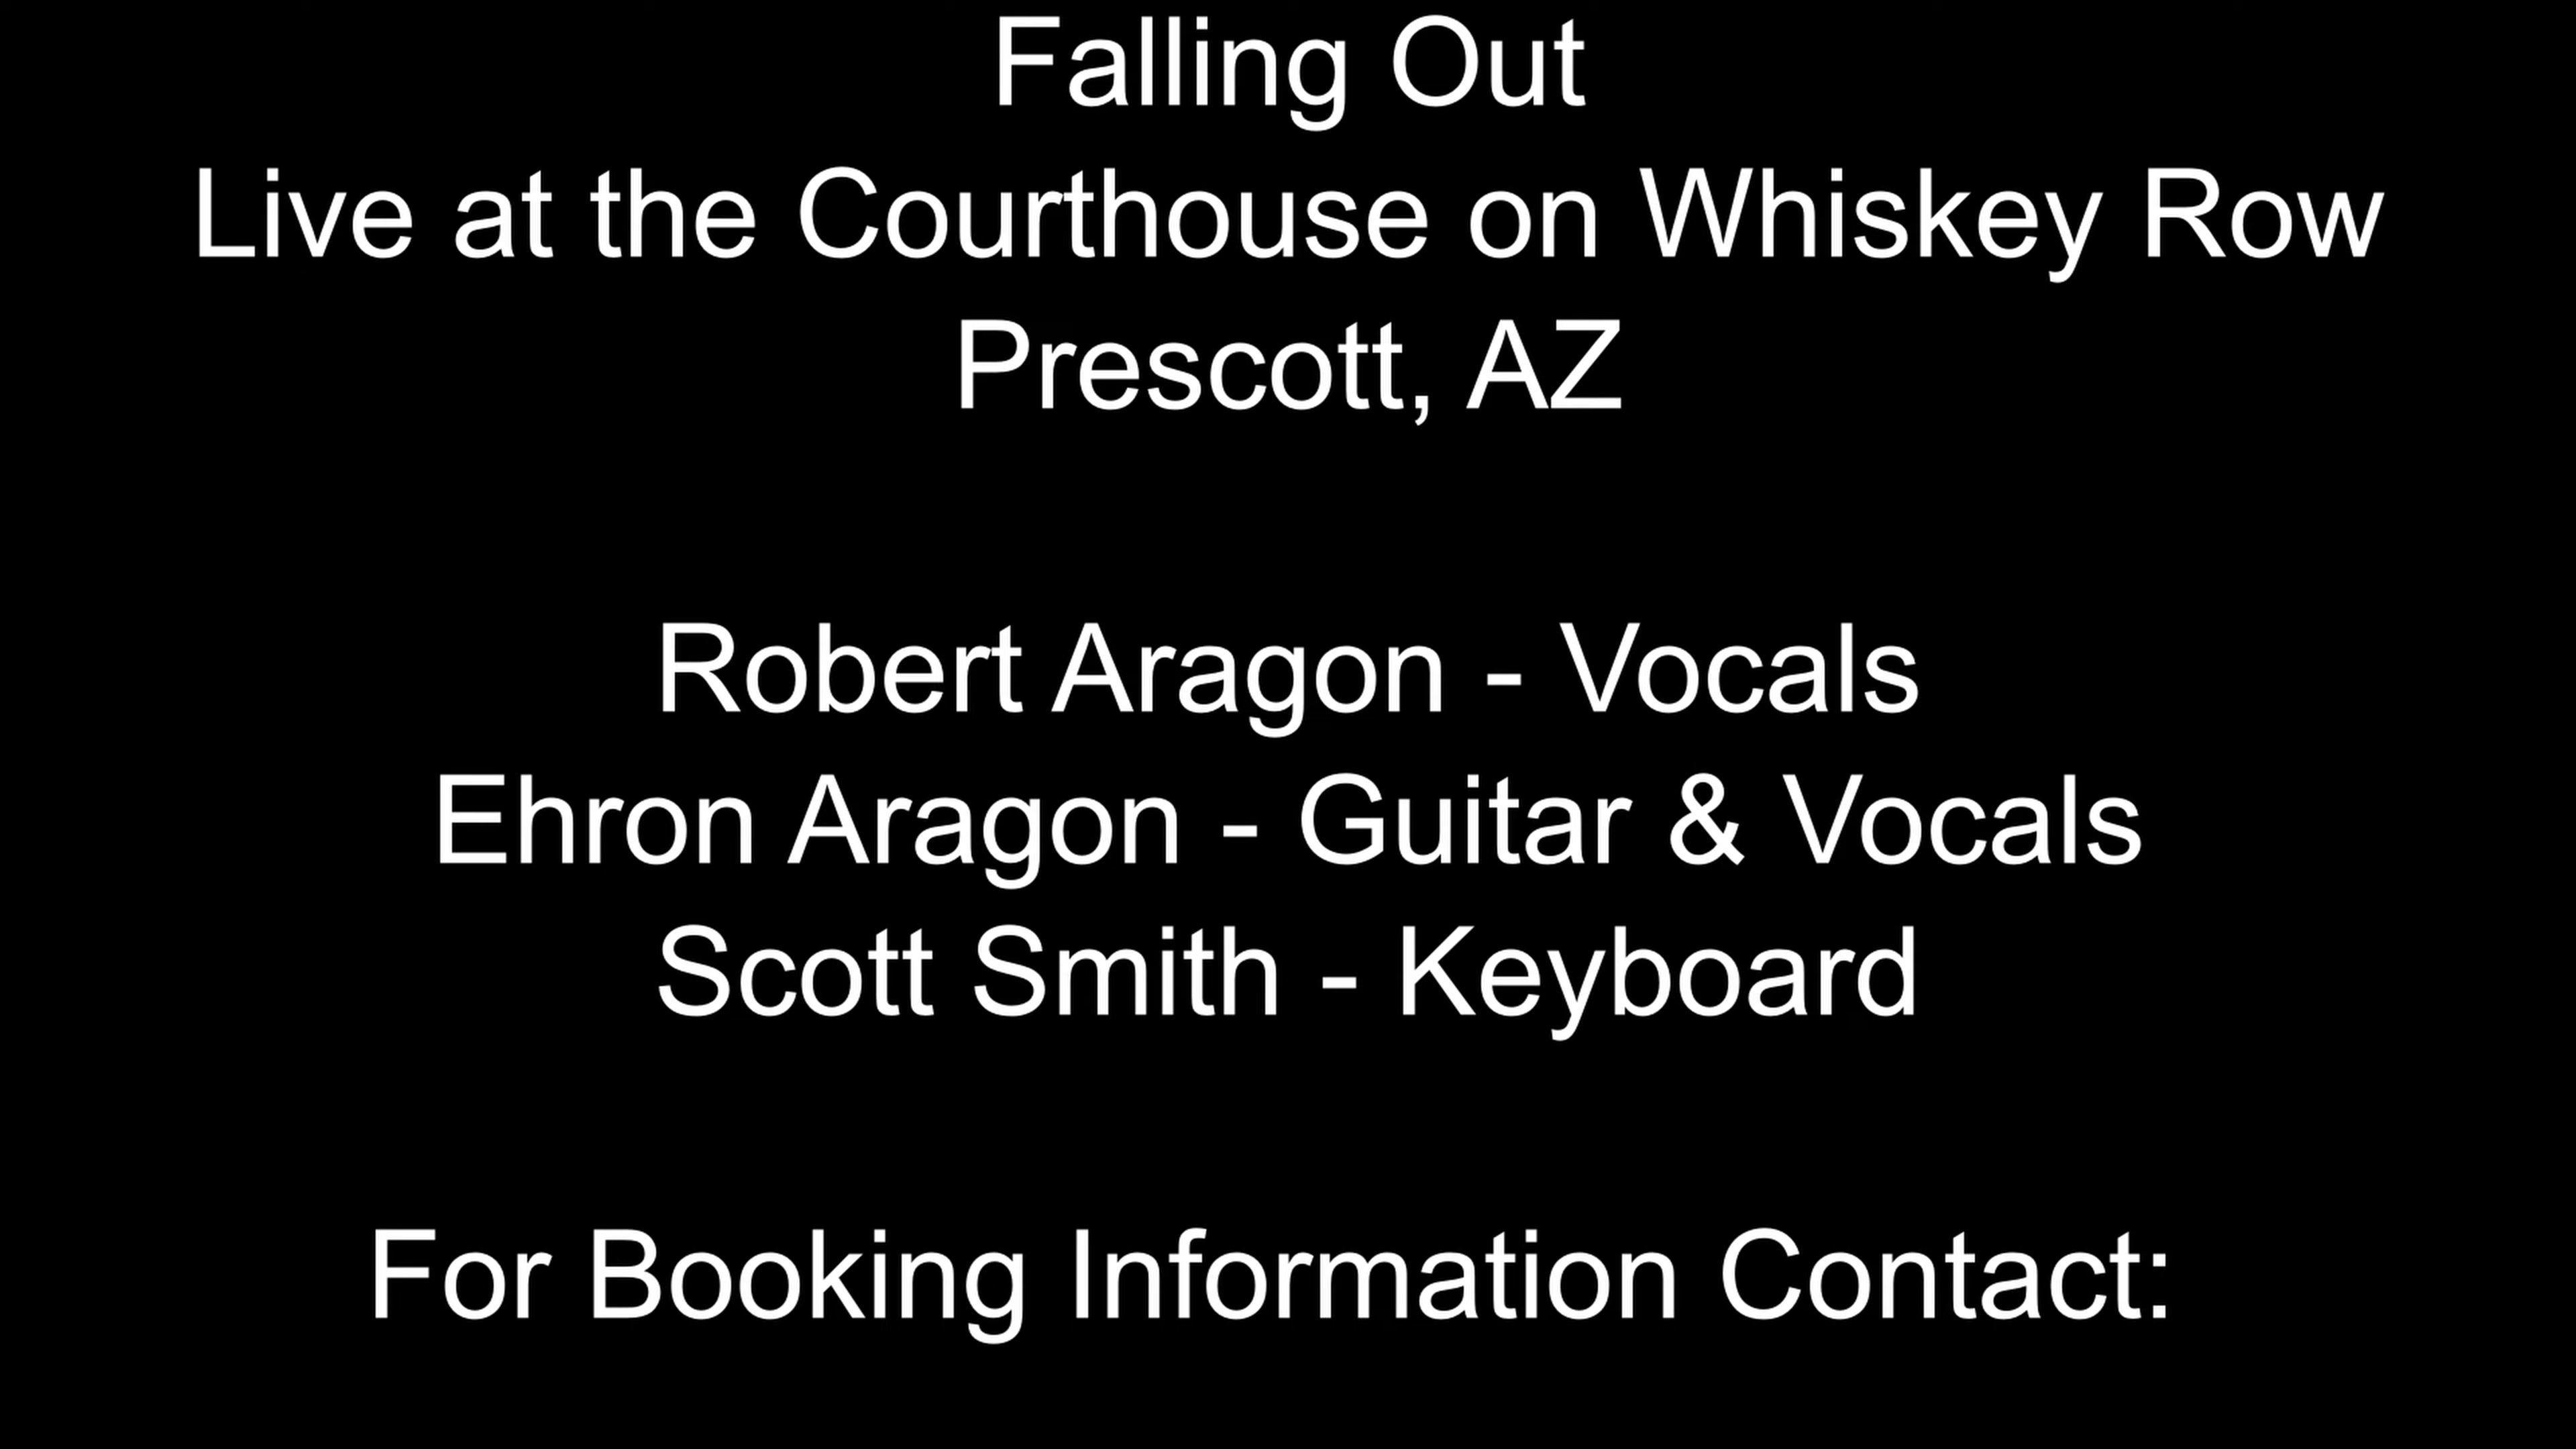 Falling Out
Live at the Courthouse on Whiskey Row
Prescott, AZ
Robert Aragon - Vocals
Ehron Aragon - Guitar & Vocals
Scott Smith - Keyboard
For Booking Information Contact: